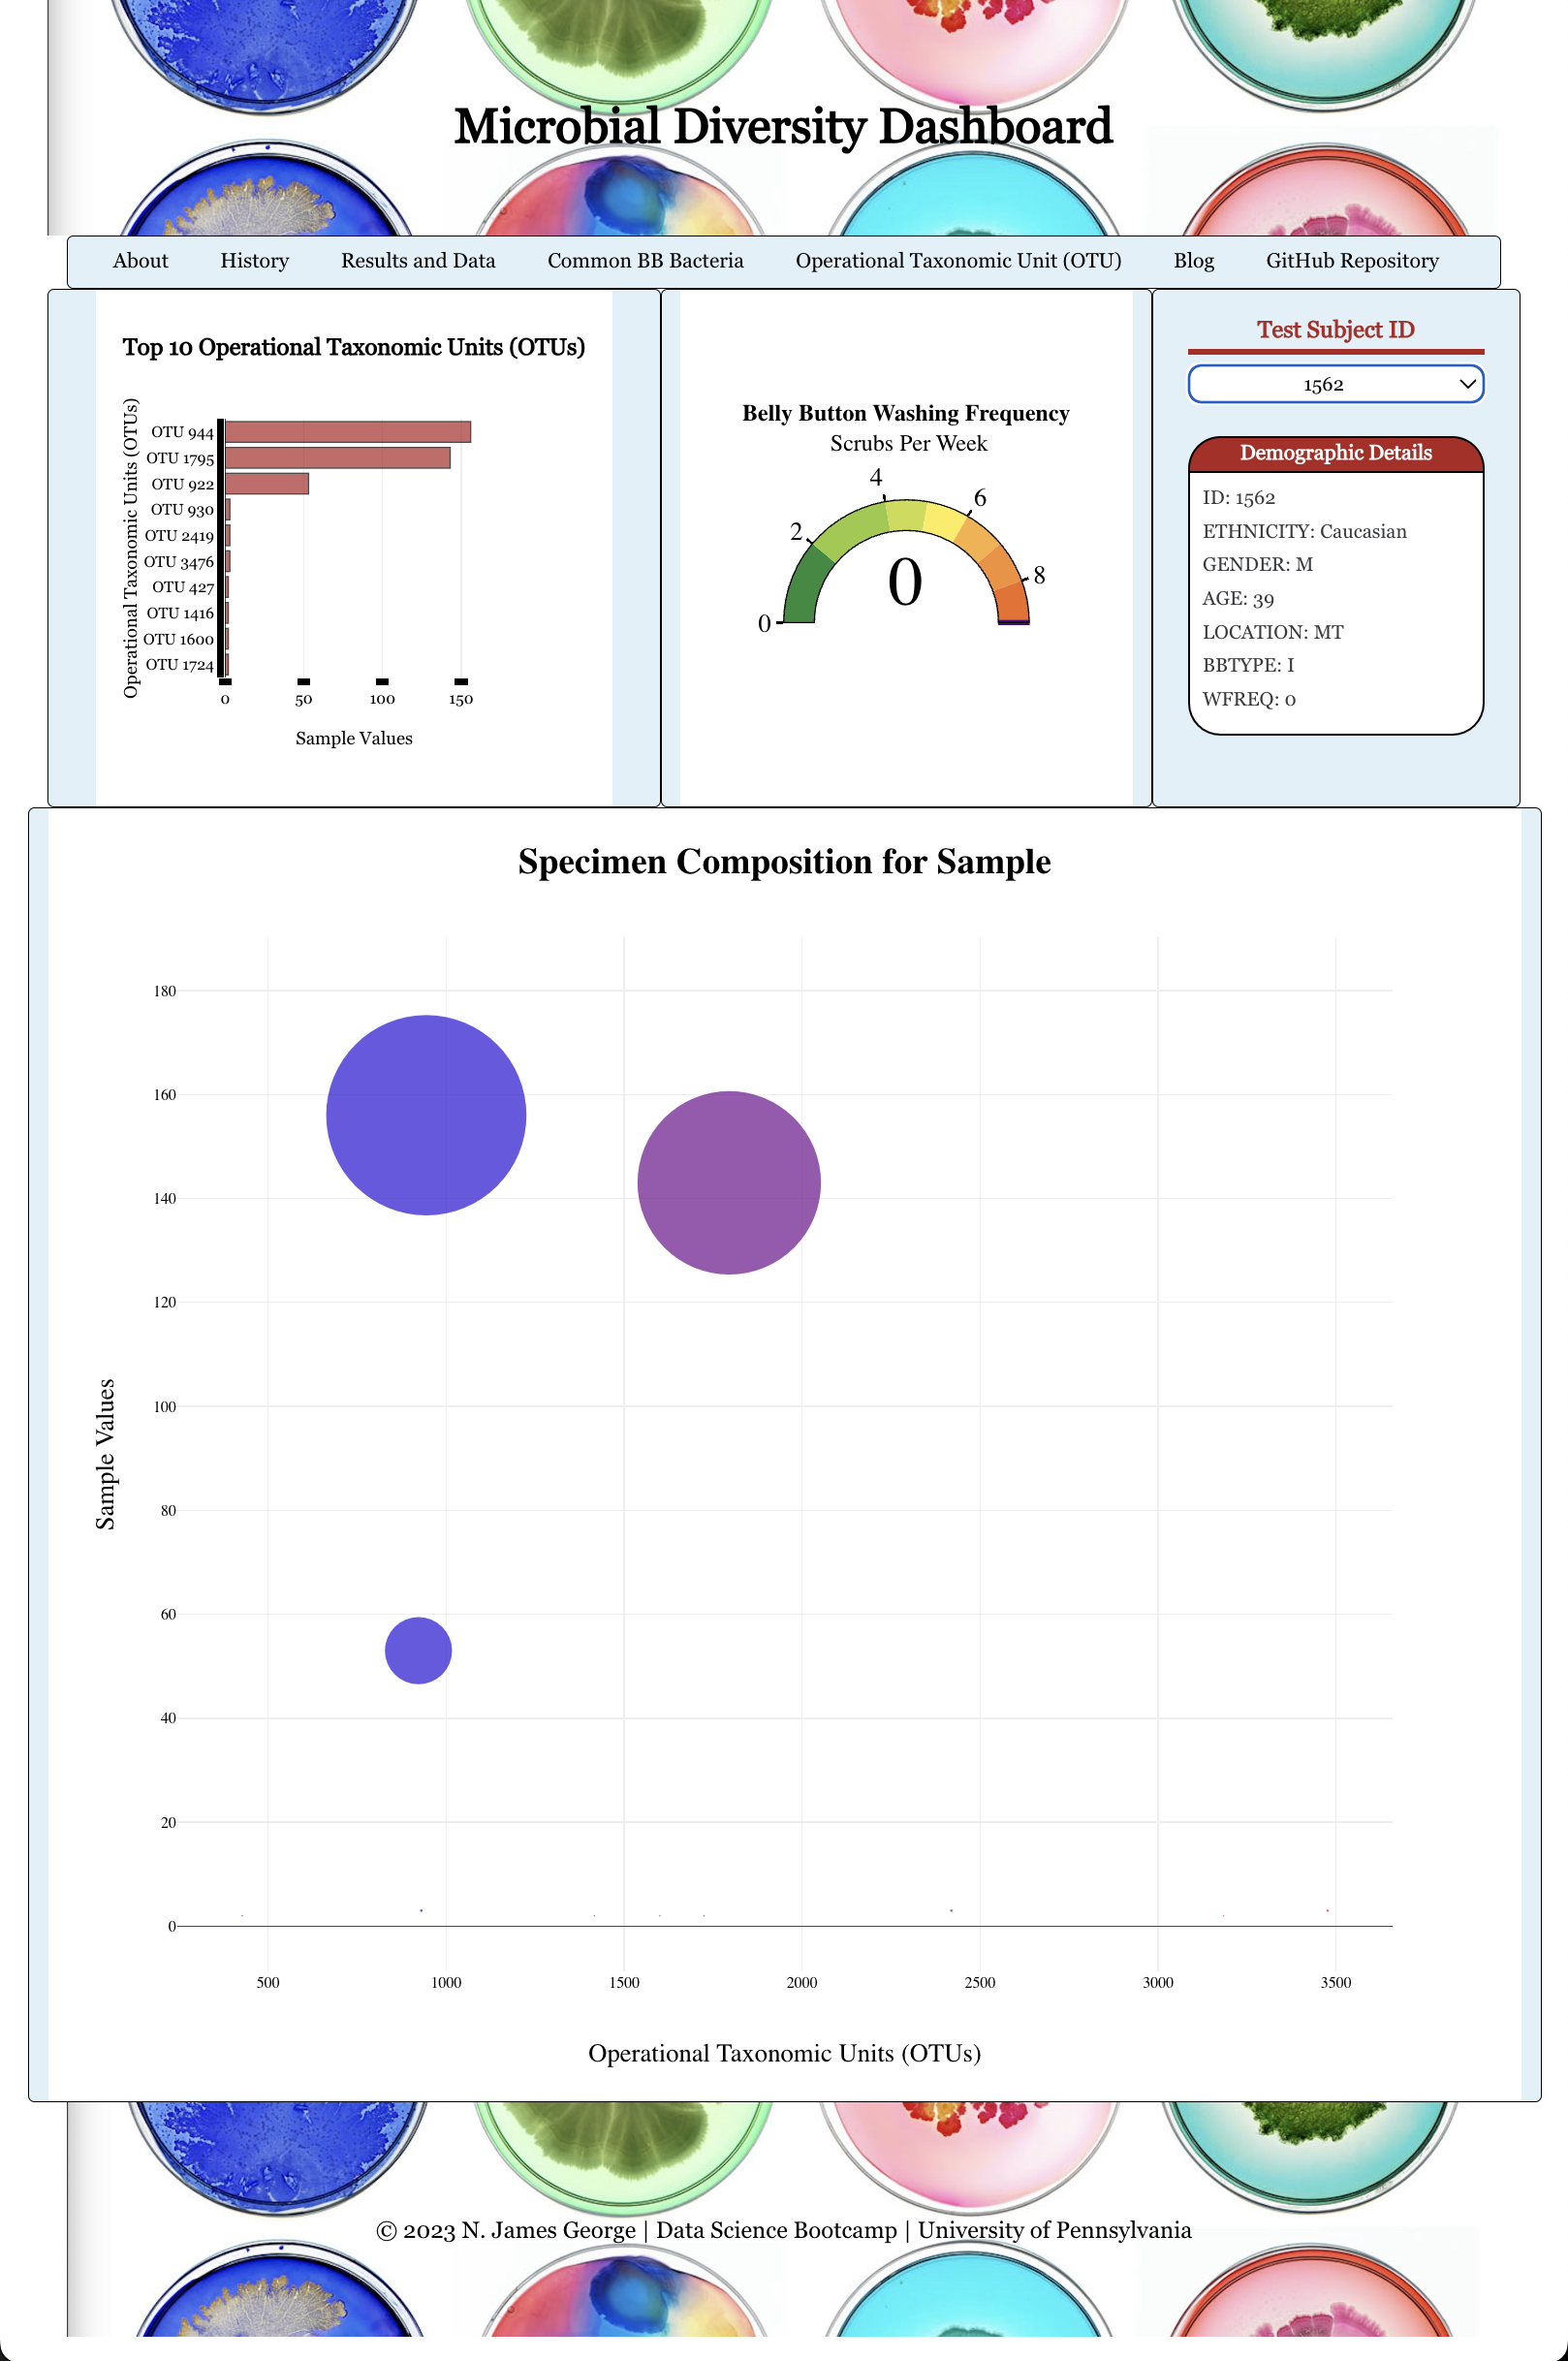 Microbial Diversity Dashboard
About History Results and Data Common BB Bacteria Operational Taxonomic Unit (OTU) Blog GitHub Repository
Top 10 Operational Taxonomic Units (OTUs)
Operational Taxonomic Units (OTUs)
OTU 944
OTU 1795
OTU 922
OTU 930
OTU 2419
OTU 3476
OTU 427
OTU 1416
OTU 1600
OTU 1724
0 50 100 150
Sample Values
Belly Button Washing Frequency
Scrubs Per Week
0 2 4 6 8
0
Test Subject ID
1562
Demographic Details
ID: 1562
ETHNICITY: Caucasian
GENDER: M
AGE: 39
LOCATION: MT
BBTYPE: I
WFREQ: 0
Specimen Composition for Sample
Sample Values
180
160
140
120
100
80
60
40
20
0
500 1000 1500 2000 2500 3000 3500
Operational Taxonomic Units (OTUs)
© 2023 N. James George | Data Science Bootcamp | University of Pennsylvania